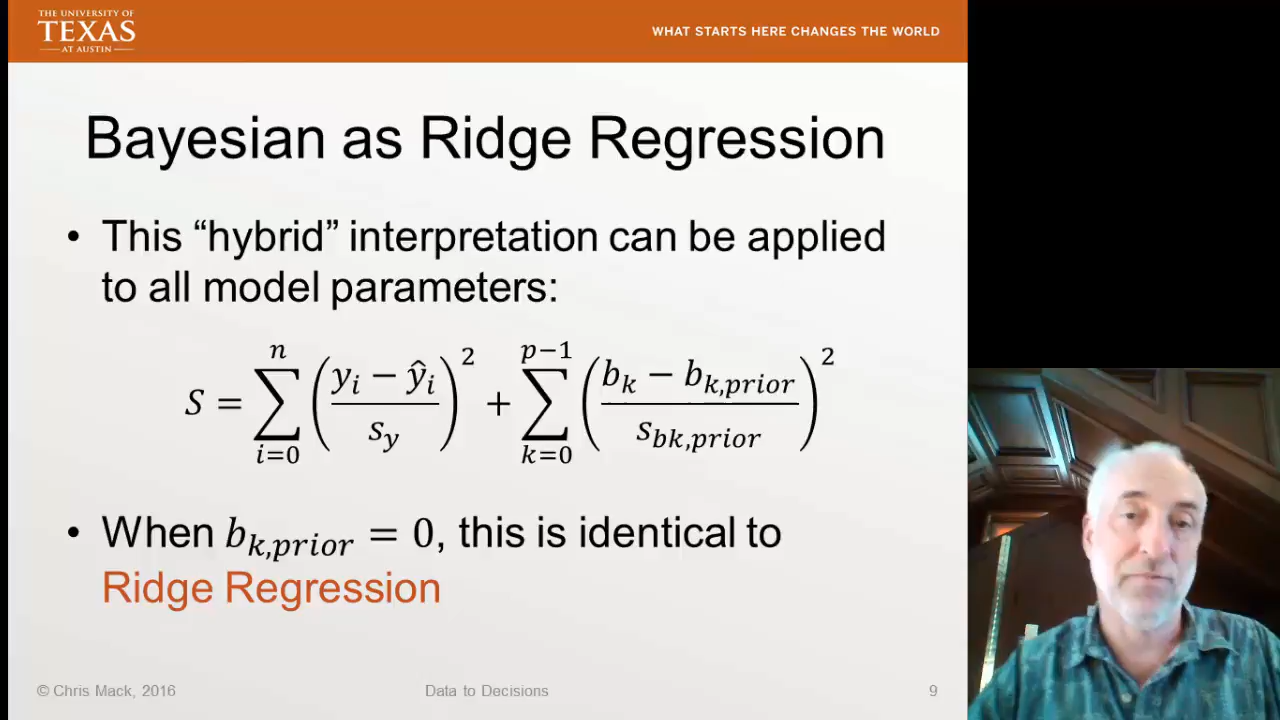 THE UNIVERSITY OF
TEXAS
AT AUSTIN
WHAT STARTS HERE CHANGES THE WORLD
Bayesian as Ridge Regression
• This “hybrid” interpretation can be applied
to all model parameters:
S = ∑_{i=0}^{n} ((y_i − ŷ_i)/s_y)^2 + ∑_{k=0}^{p−1} ((b_k − b_{k,prior})/s_{bk,prior})^2
• When b_{k,prior} = 0, this is identical to
Ridge Regression
© Chris Mack, 2016
Data to Decisions
9